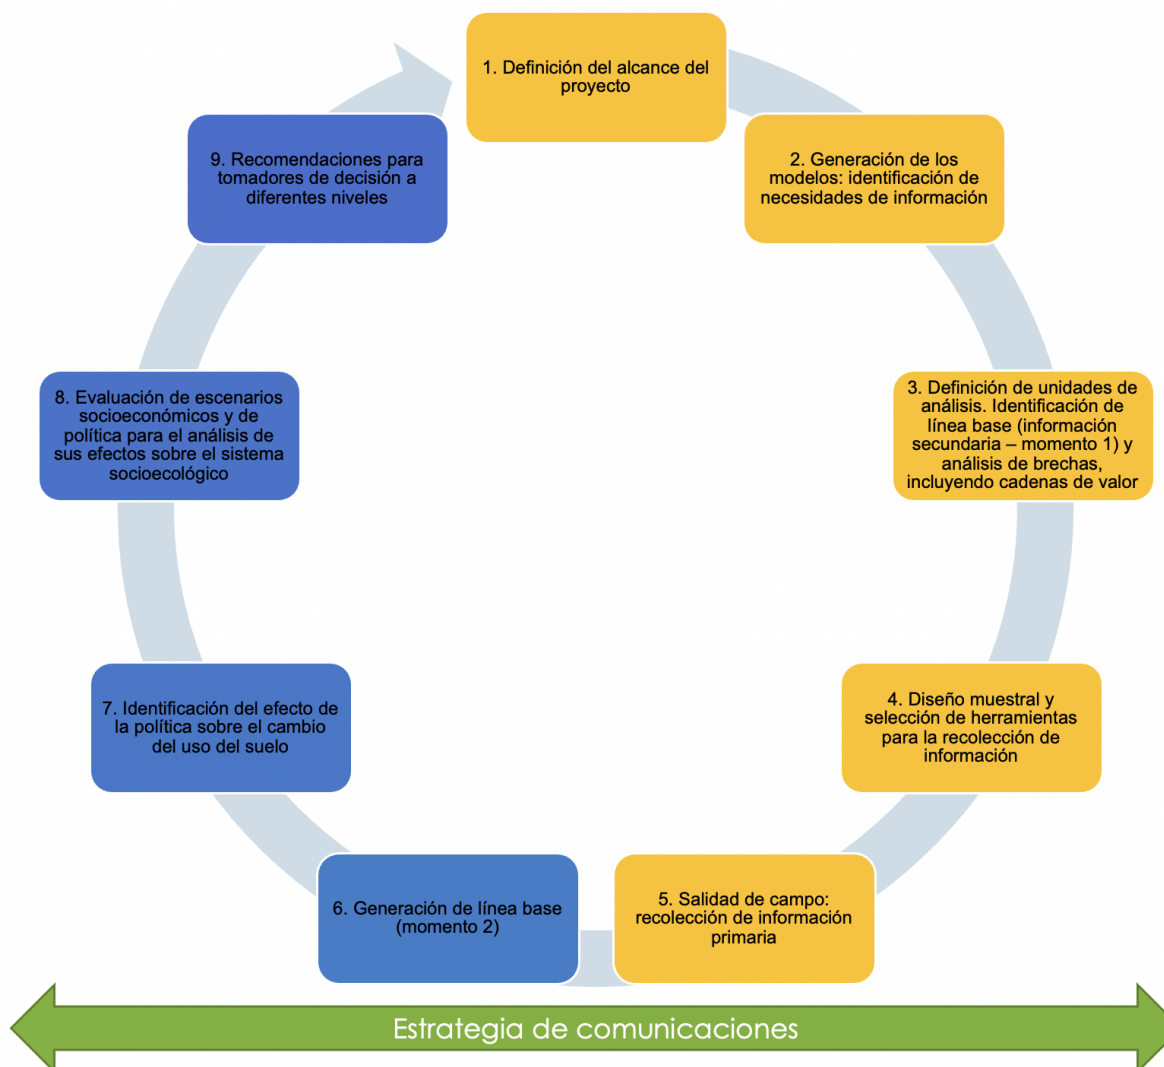 1. Definición del alcance del
proyecto
2. Generación de los
modelos: identificación de
necesidades de información
3. Definición de unidades de
análisis. Identificación de
línea base (información
secundaria – momento 1) y
análisis de brechas,
incluyendo cadenas de valor
4. Diseño muestral y
selección de herramientas
para la recolección de
información
5. Salidad de campo:
recolección de información
primaria
6. Generación de línea base
(momento 2)
7. Identificación del efecto de
la política sobre el cambio
del uso del suelo
8. Evaluación de escenarios
socioeconómicos y de
política para el análisis de
sus efectos sobre el sistema
socioecológico
9. Recomendaciones para
tomadores de decisión a
diferentes niveles
Estrategia de comunicaciones